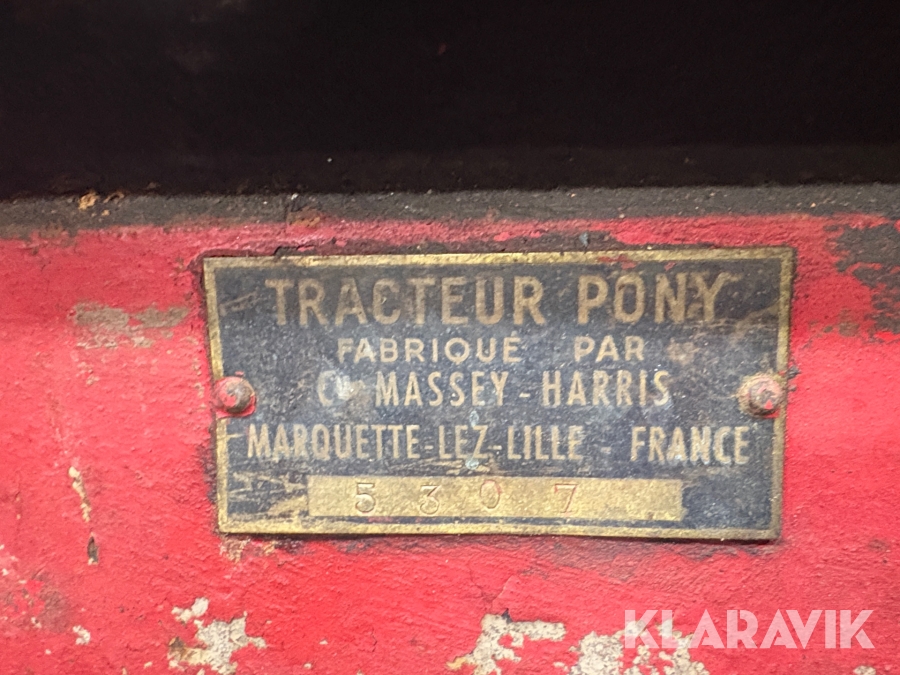 TRACTEUR PONY
FABRIQUÉ PAR
Cie MASSEY-HARRIS
MARQUETTE-LEZ-LILLE - FRANCE
5307
KLARAVIK